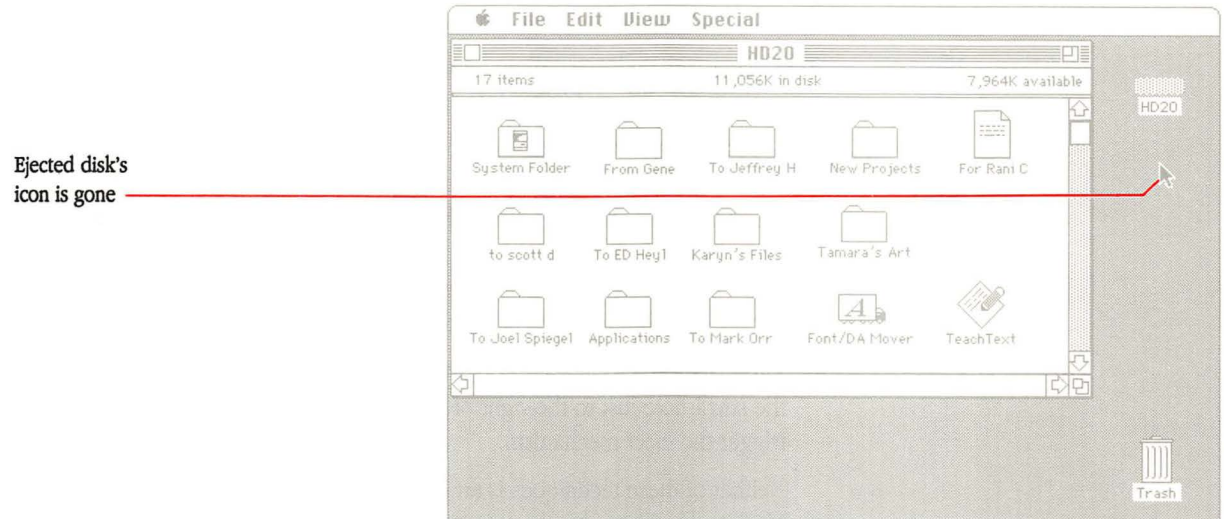 File Edit View Special
HD20
17 items 11,056K in disk 7,964K available
HD20
System Folder From Gene To Jeffrey H New Projects For Rani C
Ejected disk's
icon is gone
to scott d To ED Heyl Karyn's Files Tamara's Art
To Joel Spiegel Applications To Mark Orr Font/DA Mover TeachText
Trash